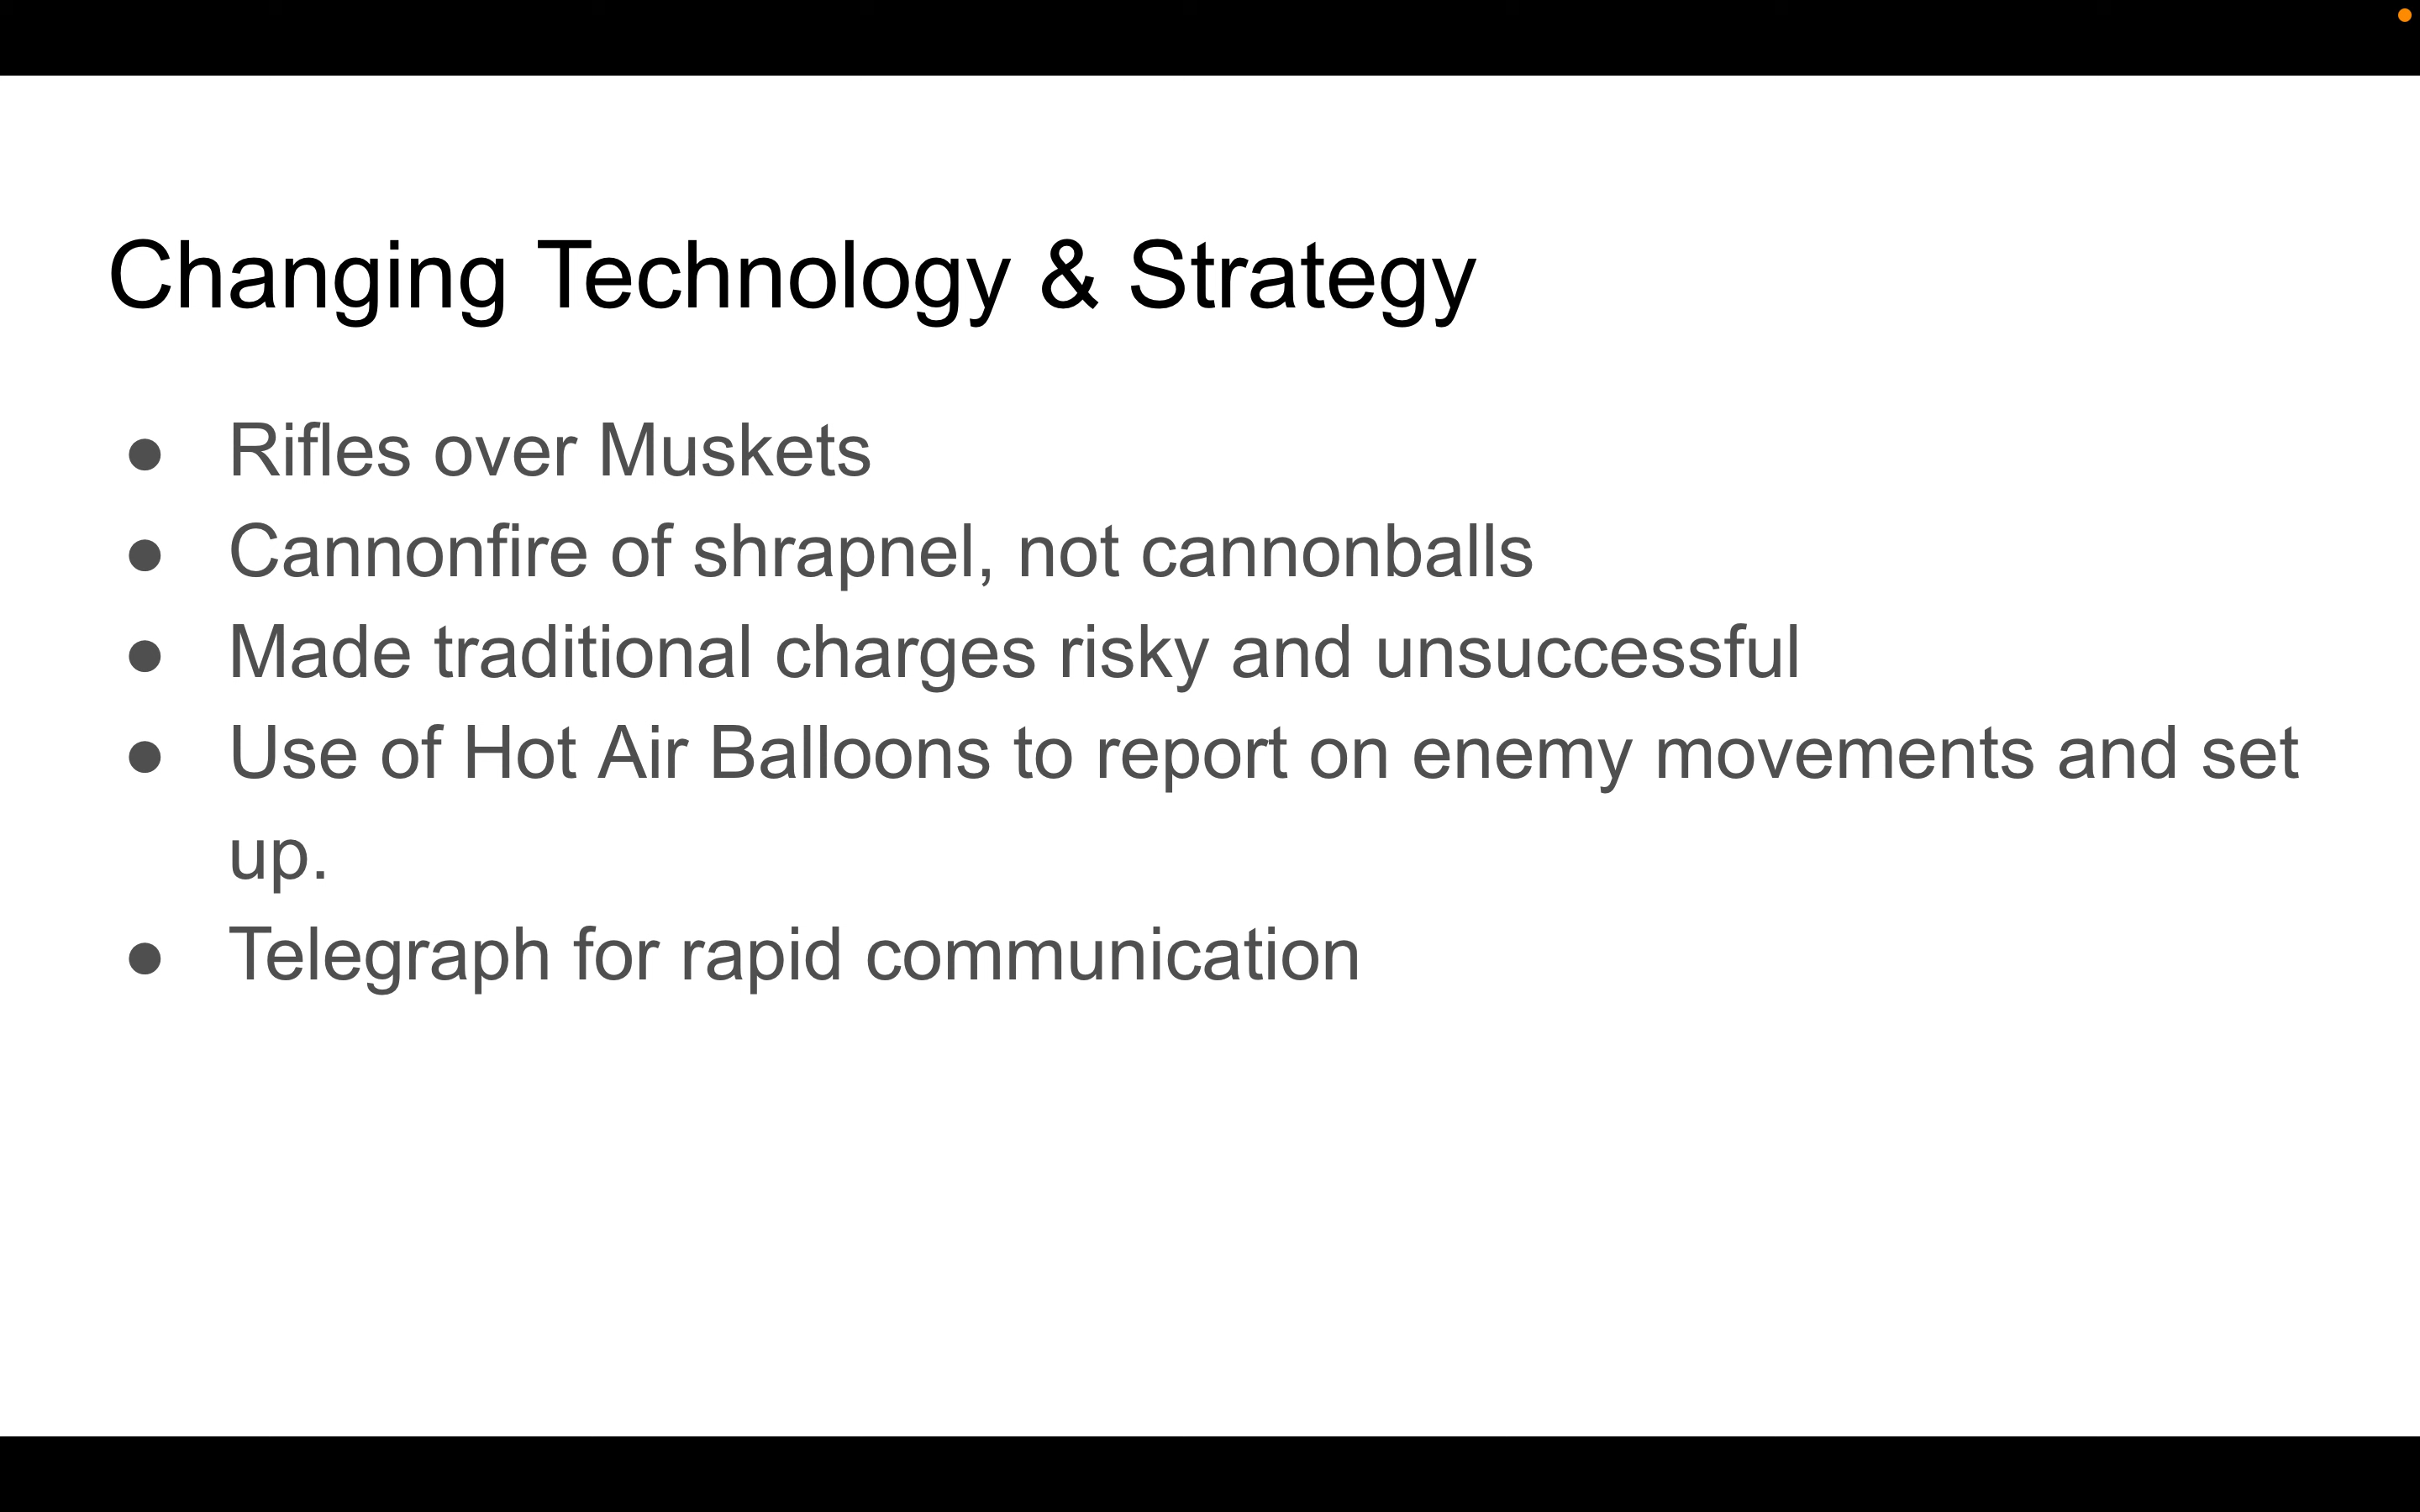 Changing Technology & Strategy
● Rifles over Muskets
● Cannonfire of shrapnel, not cannonballs
● Made traditional charges risky and unsuccessful
● Use of Hot Air Balloons to report on enemy movements and set
up.
● Telegraph for rapid communication